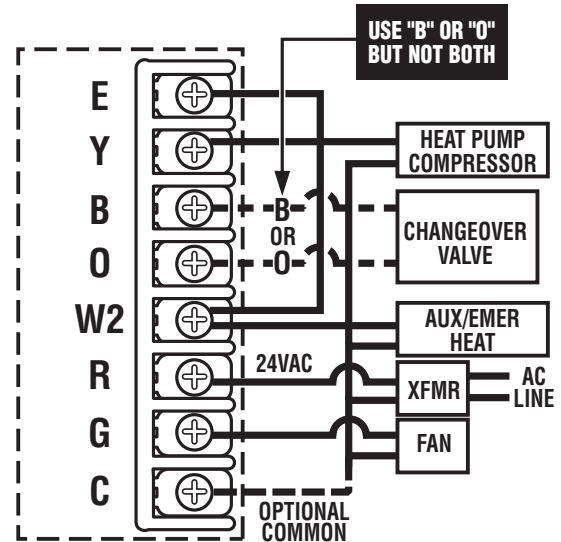 USE "B" OR "O"
BUT NOT BOTH
E
Y
HEAT PUMP
COMPRESSOR
B
B
OR
O
O
CHANGEOVER
VALVE
W2
AUX/EMER
HEAT
R
24VAC
XFMR
AC
LINE
G
FAN
C
OPTIONAL
COMMON